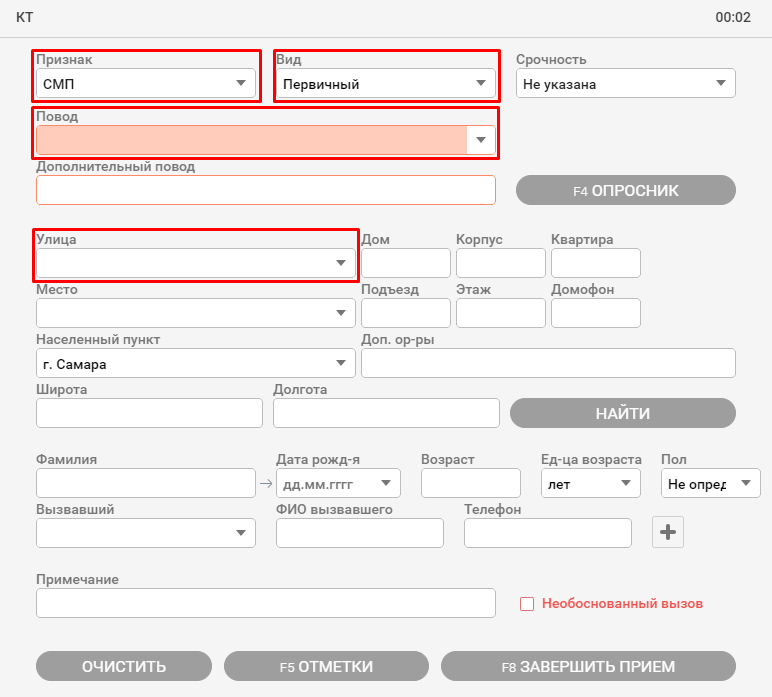 КТ 00:02
Признак Вид Срочность
СМП Первичный Не указана
Повод
Дополнительный повод
F4 ОПРОСНИК
Улица Дом Корпус Квартира
Место Подъезд Этаж Домофон
Населенный пункт Доп. ор-ры
г. Самара
Широта Долгота
НАЙТИ
Фамилия Дата рожд-я Возраст Ед-ца возраста Пол
дд.мм.гггг лет Не опред
Вызвавший ФИО вызвавшего Телефон
Примечание
Необоснованный вызов
ОЧИСТИТЬ F5 ОТМЕТКИ F8 ЗАВЕРШИТЬ ПРИЕМ